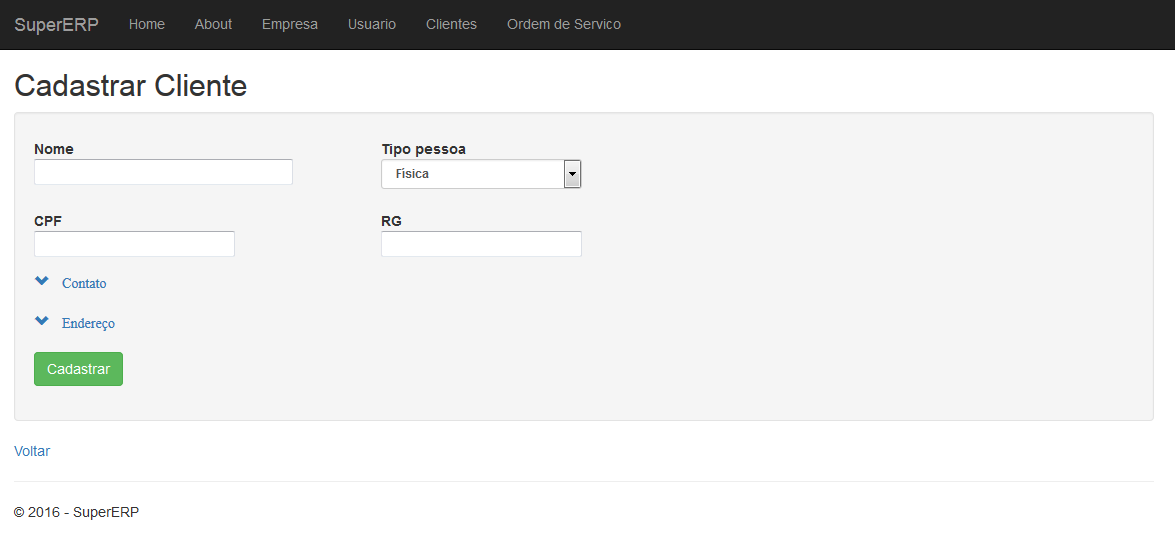 SuperERP Home About Empresa Usuario Clientes Ordem de Servico
Cadastrar Cliente
Nome Tipo pessoa
Física
CPF RG
Contato
Endereço
Cadastrar
Voltar
© 2016 - SuperERP